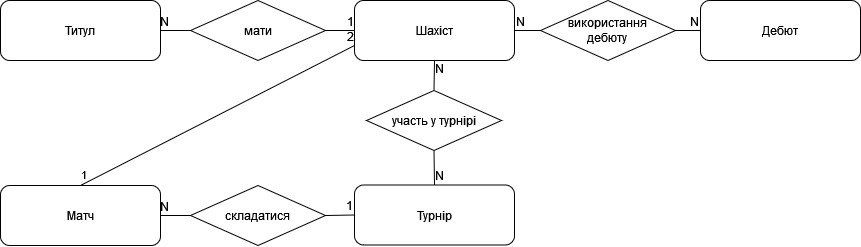 Титул
N
мати
1
2
Шахіст
N
використання
дебюту
N
Дебют
N
участь у турнірі
N
1
Матч
N
складатися
1
Турнір